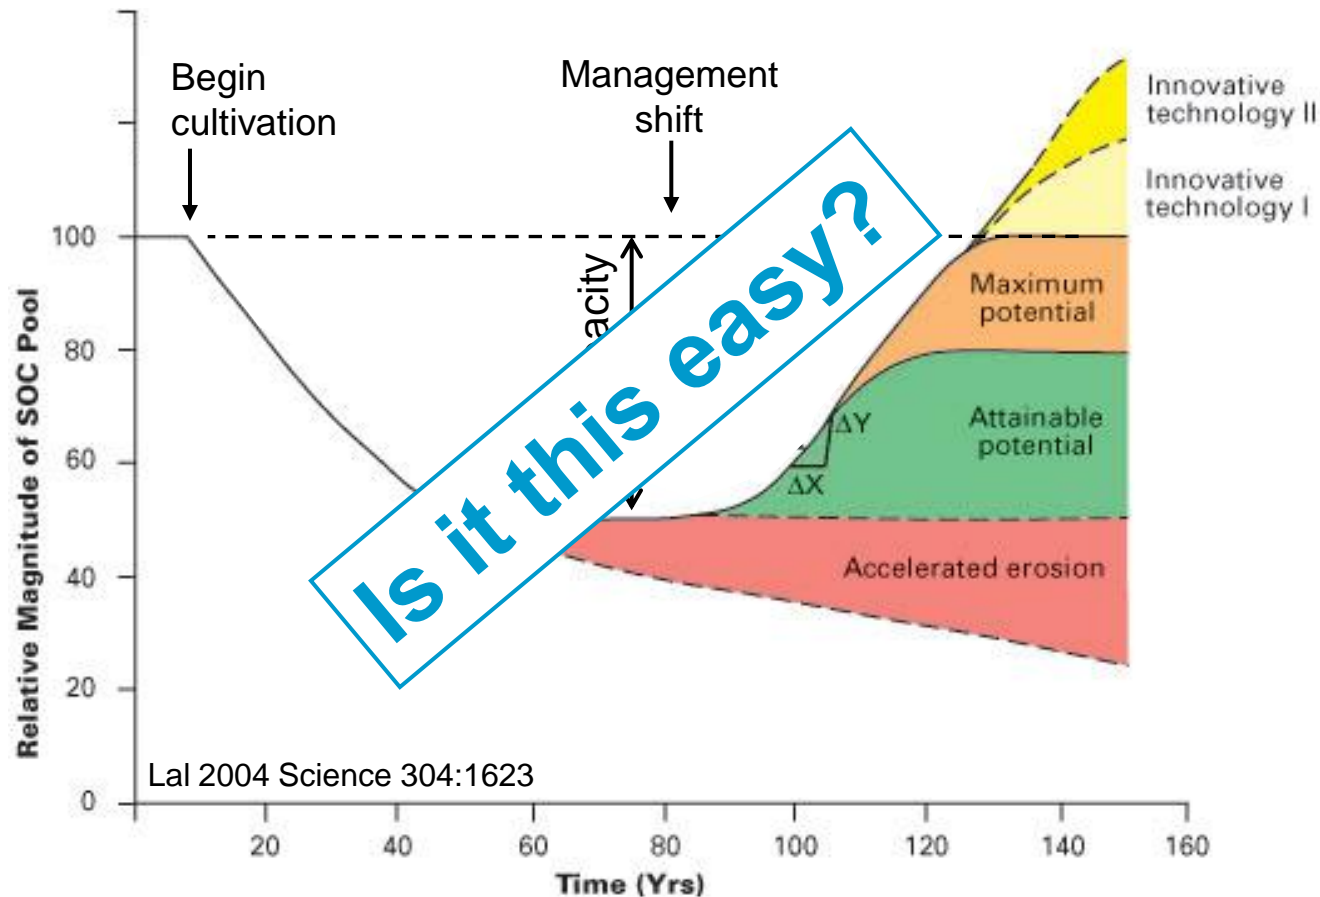 Begin
cultivation
Management
shift
Innovative
technology II
Innovative
technology I
Maximum
potential
Attainable
potential
ΔY
ΔX
Accelerated erosion
Is it this easy?
Lal 2004 Science 304:1623
Relative Magnitude of SOC Pool
100
80
60
40
20
0
20
40
60
80
100
120
140
160
Time (Yrs)